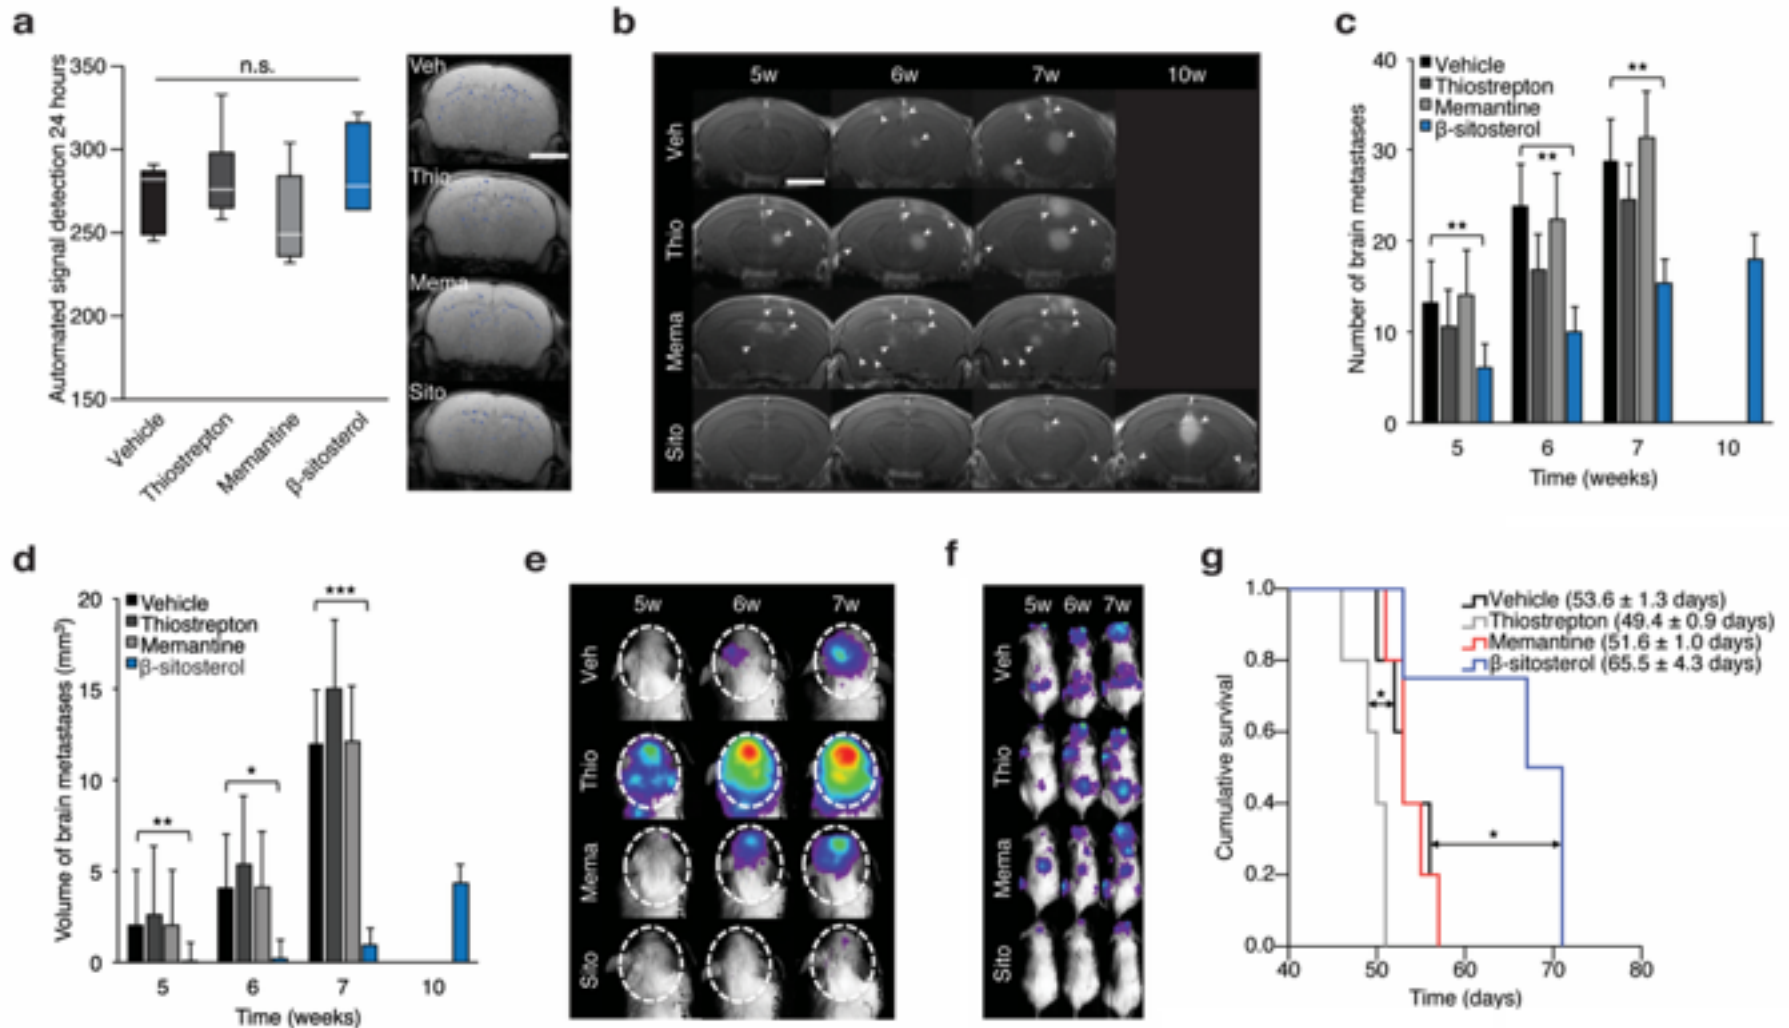 a
Automated signal detection 24 hours
350
300
250
200
150
n.s.
Vehicle
Thiostrepton
Memantine
β-sitosterol
Veh
Thio
Mema
Sito
b
5w 6w 7w 10w
Veh
Thio
Mema
Sito
c
Number of brain metastases
40
30
20
10
0
Vehicle
Thiostrepton
Memantine
β-sitosterol
**
**
**
5 6 7 10
Time (weeks)
d
Volume of brain metastases (mm³)
20
15
10
5
0
Vehicle
Thiostrepton
Memantine
β-sitosterol
**
*
***
5 6 7 10
Time (weeks)
e
5w 6w 7w
Veh
Thio
Mema
Sito
f
5w 6w 7w
Veh
Thio
Mema
Sito
g
Cumulative survival
1.0
0.8
0.6
0.4
0.2
0.0
Vehicle (53.6 ± 1.3 days)
Thiostrepton (49.4 ± 0.9 days)
Memantine (51.6 ± 1.0 days)
β-sitosterol (65.5 ± 4.3 days)
*
*
40 50 60 70 80
Time (days)